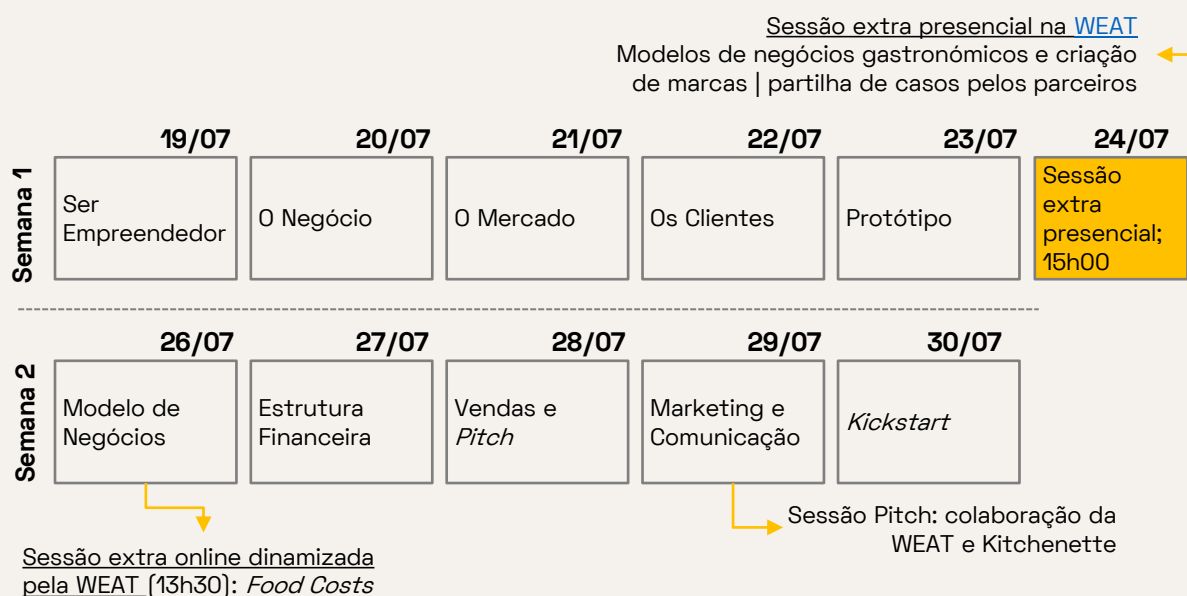 Sessão extra presencial na WEAT
Modelos de negócios gastronómicos e criação
de marcas | partilha de casos pelos parceiros
Semana 1
19/07
Ser
Empreendedor
20/07
O Negócio
21/07
O Mercado
22/07
Os Clientes
23/07
Protótipo
24/07
Sessão
extra
presencial;
15h00
Semana 2
26/07
Modelo de
Negócios
27/07
Estrutura
Financeira
28/07
Vendas e
Pitch
29/07
Marketing e
Comunicação
30/07
Kickstart
Sessão extra online dinamizada
pela WEAT (13h30): Food Costs
Sessão Pitch: colaboração da
WEAT e Kitchenette